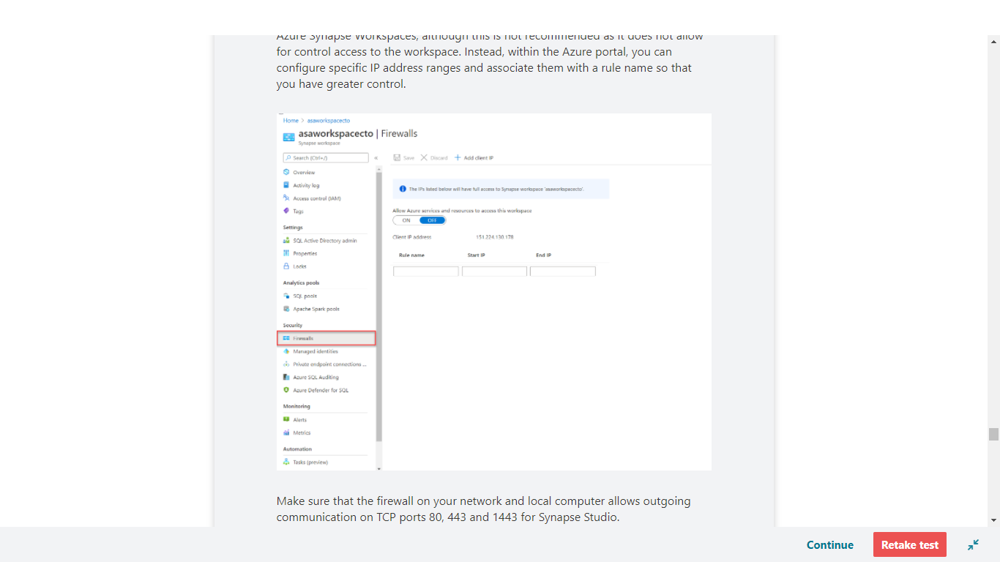 Azure Synapse Workspaces, although this is not recommended as it does not allow
for control access to the workspace. Instead, within the Azure portal, you can
configure specific IP address ranges and associate them with a rule name so that
you have greater control.
Home > asaworkspacecto
asaworkspacecto | Firewalls
Synapse workspace
Search (Ctrl+/)
Save Discard Add client IP
Overview
Activity log
Access control (IAM)
Tags
Settings
SQL Active Directory admin
Properties
Locks
Analytics pools
SQL pools
Apache Spark pools
Security
Firewalls
Managed identities
Private endpoint connections ...
Azure SQL Auditing
Azure Defender for SQL
Monitoring
Alerts
Metrics
Automation
Tasks (preview)
The IPs listed below will have full access to Synapse workspace 'asaworkspacecto'.
Allow Azure services and resources to access this workspace
ON OFF
Client IP address 151.224.130.178
Rule name Start IP End IP
Make sure that the firewall on your network and local computer allows outgoing
communication on TCP ports 80, 443 and 1443 for Synapse Studio.
Continue Retake test